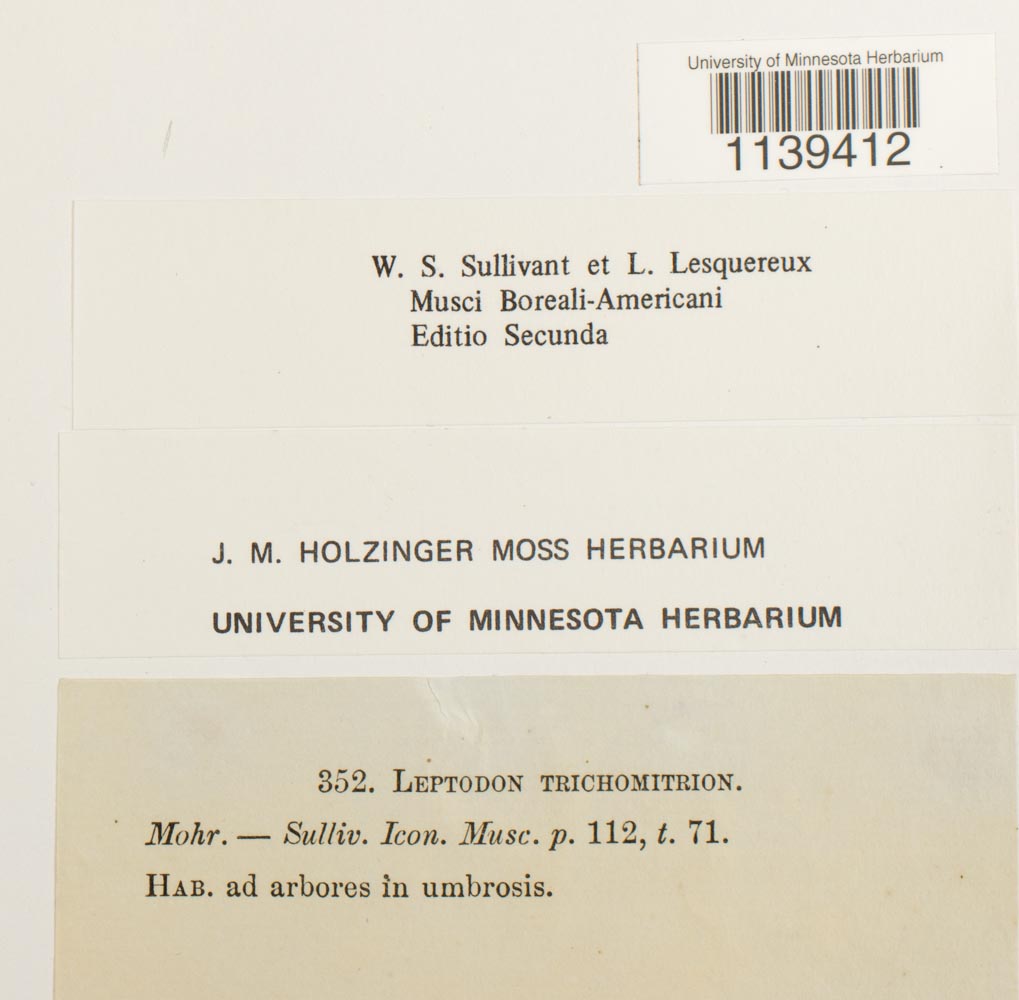 University of Minnesota Herbarium
1139412
W. S. Sullivant et L. Lesquereux
Musci Boreali-Americani
Editio Secunda
J. M. HOLZINGER MOSS HERBARIUM
UNIVERSITY OF MINNESOTA HERBARIUM
352. LEPTODON TRICHOMITRION.
Mohr. — Sulliv. Icon. Musc. p. 112, t. 71.
HAB. ad arbores in umbrosis.